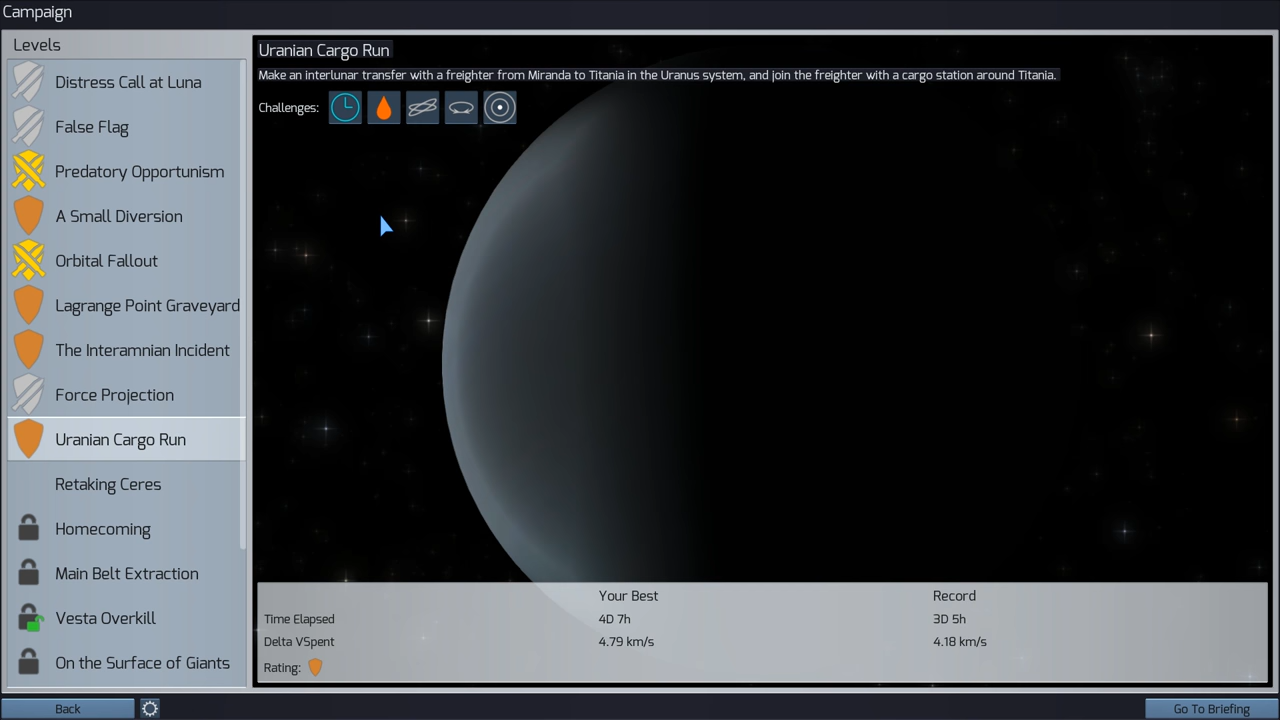 Campaign
Levels
Distress Call at Luna
False Flag
Predatory Opportunism
A Small Diversion
Orbital Fallout
Lagrange Point Graveyard
The Interamnian Incident
Force Projection
Uranian Cargo Run
Retaking Ceres
Homecoming
Main Belt Extraction
Vesta Overkill
On the Surface of Giants
Uranian Cargo Run
Make an interlunar transfer with a freighter from Miranda to Titania in the Uranus system, and join the freighter with a cargo station around Titania.
Challenges:
Your Best Record
Time Elapsed 4D 7h 3D 5h
Delta VSpent 4.79 km/s 4.18 km/s
Rating:
Back
Go To Briefing